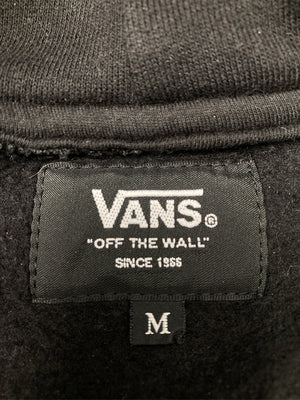 VANS®
"OFF THE WALL"
SINCE 1966
M